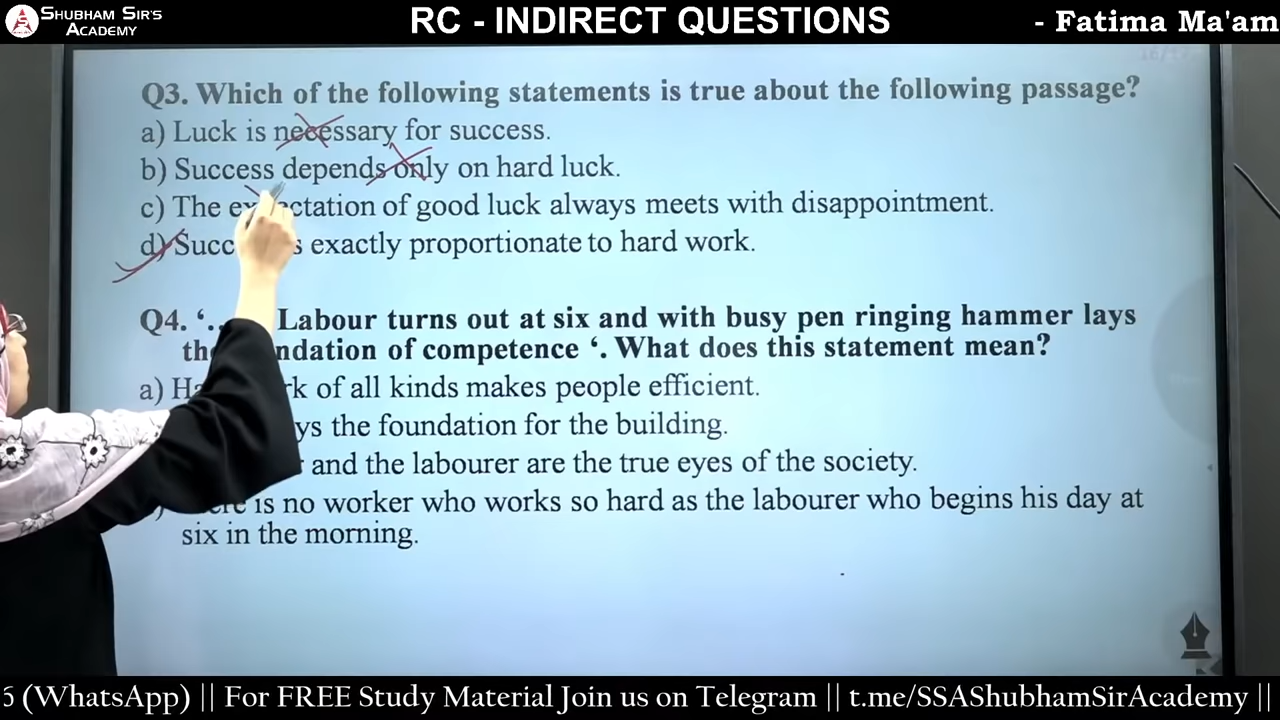 SHUBHAM SIR'S
ACADEMY
RC - INDIRECT QUESTIONS
- Fatima Ma'am
Q3. Which of the following statements is true about the following passage?
a) Luck is necessary for success.
b) Success depends only on hard luck.
c) The expectation of good luck always meets with disappointment.
d) Succ s exactly proportionate to hard work.
Q4. ‘... Labour turns out at six and with busy pen ringing hammer lays
the ndation of competence ‘. What does this statement mean?
a) Ha rk of all kinds makes people efficient.
ys the foundation for the building.
and the labourer are the true eyes of the society.
is no worker who works so hard as the labourer who begins his day at
six in the morning.
6 (WhatsApp) || For FREE Study Material Join us on Telegram || t.me/SSAShubhamSirAcademy ||